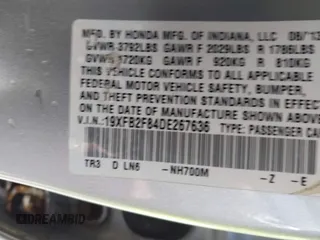 MFD. BY HONDA MFG. OF INDIANA, LLC 06/13
GVWR 3792LBS GAWR F 2029LBS R 1786LBS
GVWR 1720KG GAWR F 920KG R 810KG
THIS VEHICLE CONFORMS TO ALL APPLICABLE
FEDERAL MOTOR VEHICLE SAFETY, BUMPER,
AND THEFT PREVENTION STANDARDS IN EFFECT
ON THE DATE OF MANUFACTURE SHOWN ABOVE
V.I.N.: 19XFB2F84DE267636 TYPE: PASSENGER CAR
TR3 D LN6 -NH700M -Z -E
DREAMBID